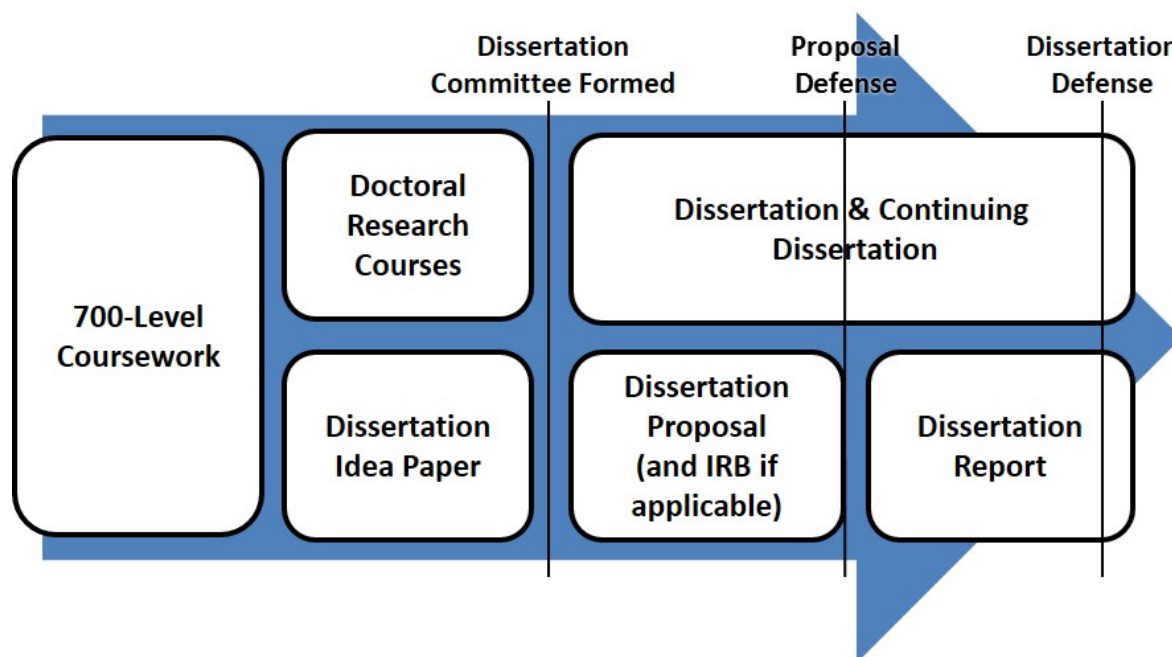 Dissertation
Committee Formed
Proposal
Defense
Dissertation
Defense
700-Level
Coursework
Doctoral
Research
Courses
Dissertation & Continuing
Dissertation
Dissertation
Idea Paper
Dissertation
Proposal
(and IRB if
applicable)
Dissertation
Report